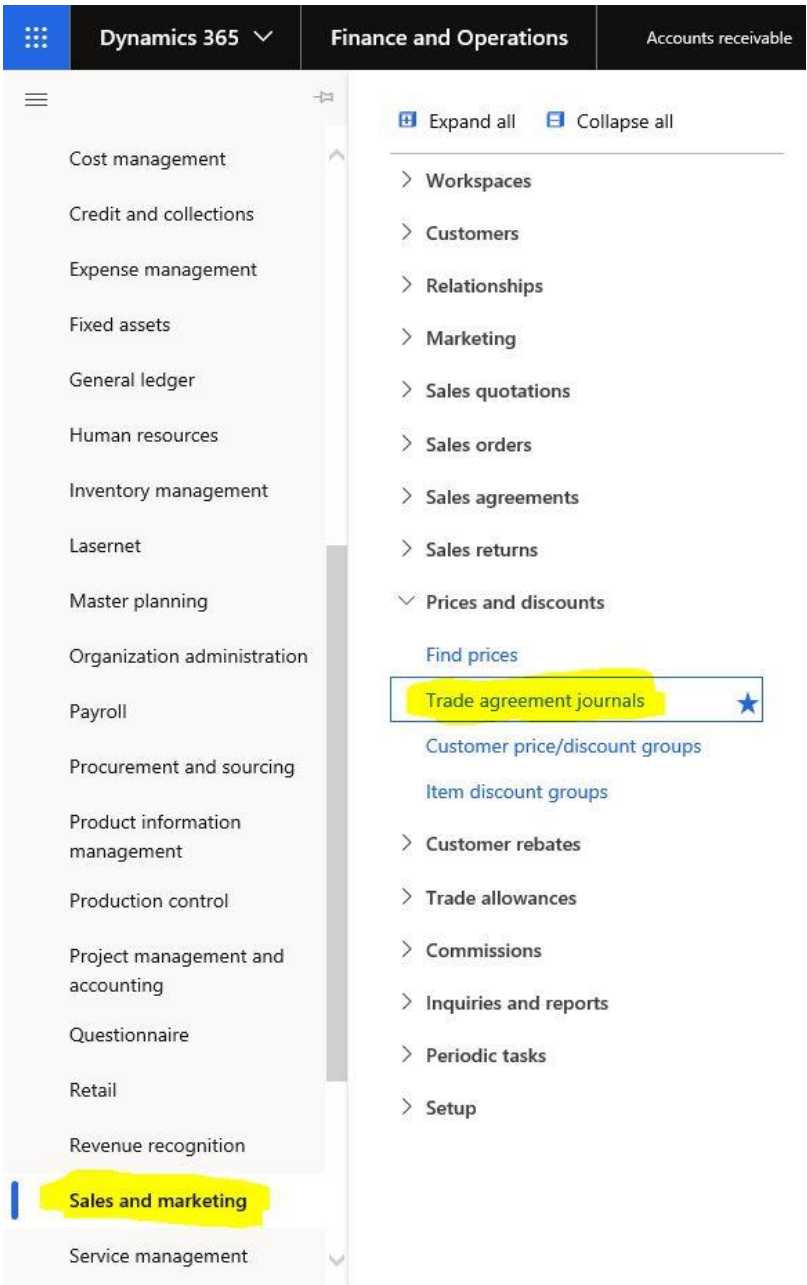 Dynamics 365
Finance and Operations
Accounts receivable
Cost management
Credit and collections
Expense management
Fixed assets
General ledger
Human resources
Inventory management
Lasernet
Master planning
Organization administration
Payroll
Procurement and sourcing
Product information
management
Production control
Project management and
accounting
Questionnaire
Retail
Revenue recognition
Sales and marketing
Service management
Expand all
Collapse all
Workspaces
Customers
Relationships
Marketing
Sales quotations
Sales orders
Sales agreements
Sales returns
Prices and discounts
Find prices
Trade agreement journals
Customer price/discount groups
Item discount groups
Customer rebates
Trade allowances
Commissions
Inquiries and reports
Periodic tasks
Setup